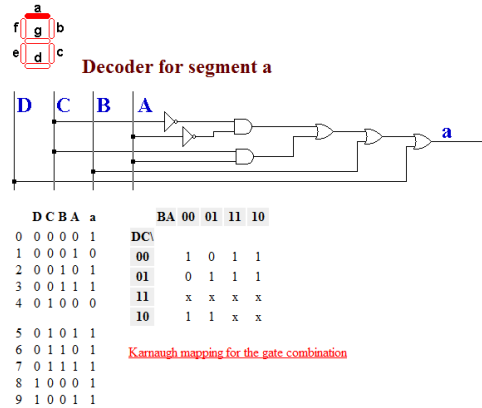 a
f g b
e d c
Decoder for segment a
D C B A
a
D C B A a
0 0 0 0 0 1
1 0 0 0 1 0
2 0 0 1 0 1
3 0 0 1 1 1
4 0 1 0 0 0
5 0 1 0 1 1
6 0 1 1 0 1
7 0 1 1 1 1
8 1 0 0 0 1
9 1 0 0 1 1
BA 00 01 11 10
DC\
00 1 0 1 1
01 0 1 1 1
11 x x x x
10 1 1 x x
Karnaugh mapping for the gate combination